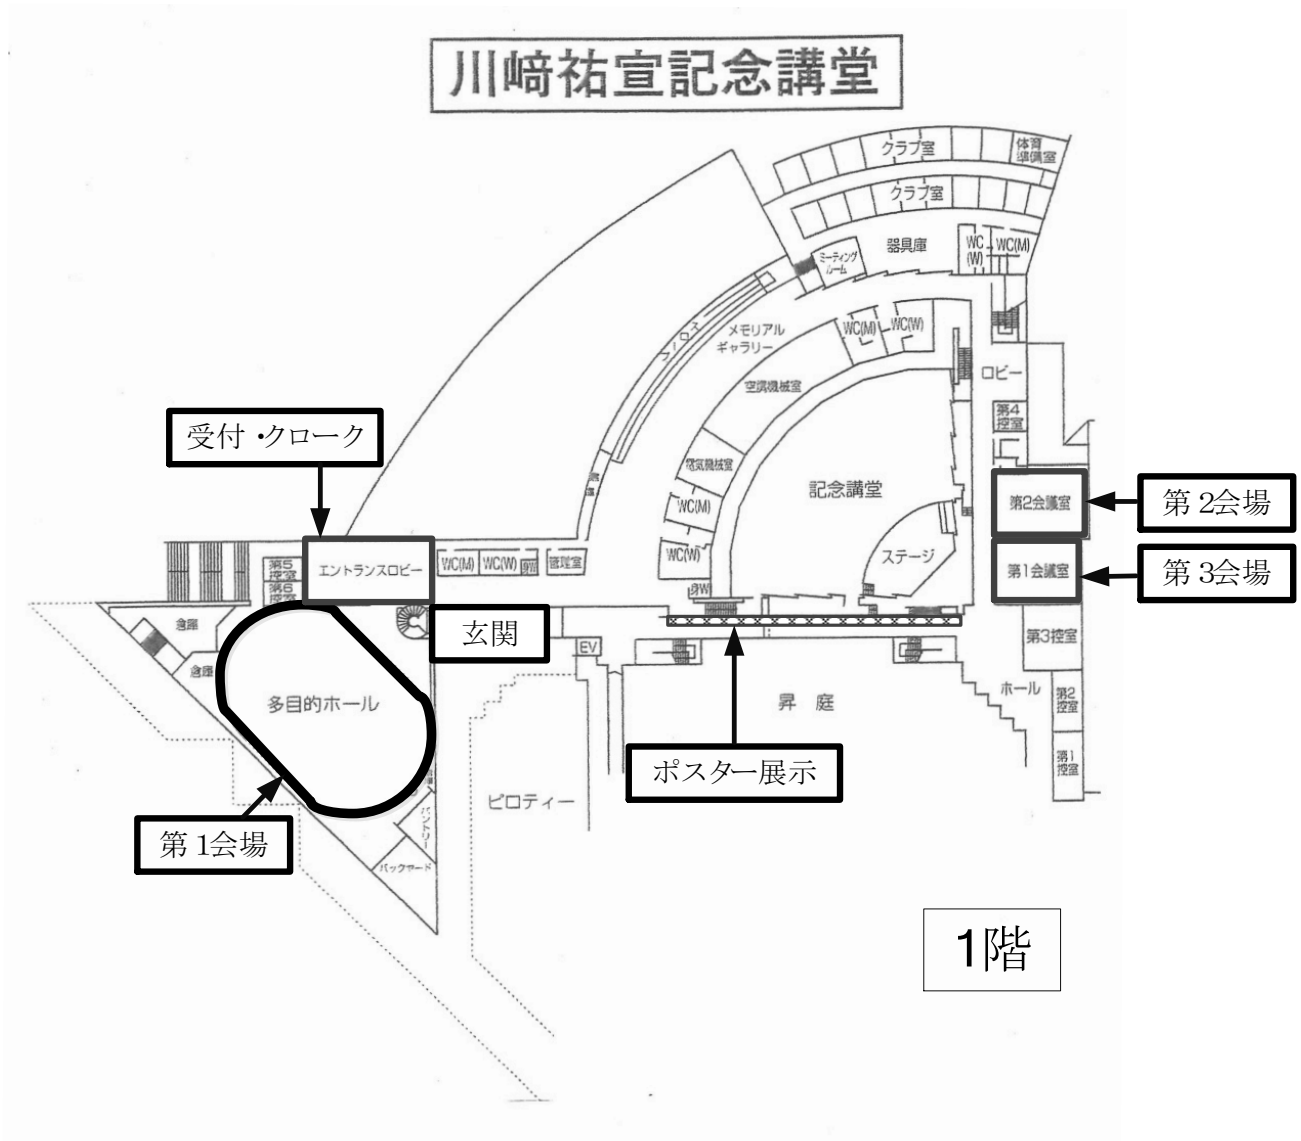 川﨑祐宣記念講堂
クラブ室
体育
準備室
クラブ室
器具庫
WC
(W)
WC(M)
ミーティング
ルーム
スロープ
メモリアル
ギャラリー
WC(M)
WC(W)
空調機械室
ロビー
第4
控室
受付・クローク
電気機械室
記念講堂
第2会議室
第2会場
WC(M)
WC(W)
ステージ
第5
控室
エントランスロビー
WC(M)
WC(W)
身W
管理室
第1会議室
第3会場
第6
控室
身W
倉庫
玄関
EV
第3控室
倉庫
多目的ホール
昇庭
ホール
第2
控室
ポスター展示
第1
控室
ピロティー
第1会場
パントリー
バックヤード
1階